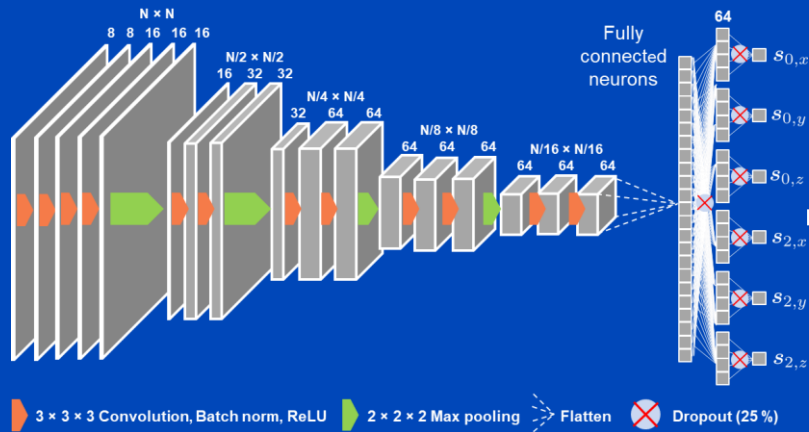 N × N
8 8 16 16 16
N/2 × N/2
16 32 32
N/4 × N/4
32 64 64
N/8 × N/8
64 64 64
N/16 × N/16
64 64 64
Fully
connected
neurons
64
s0,x
s0,y
s0,z
s2,x
s2,y
s2,z
3 × 3 × 3 Convolution, Batch norm, ReLU
2 × 2 × 2 Max pooling
Flatten
Dropout (25 %)